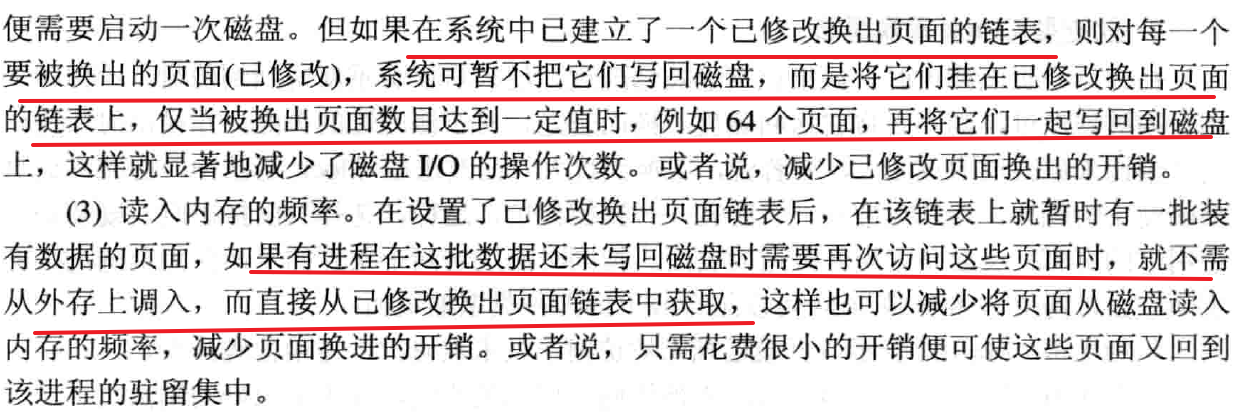 便需要启动一次磁盘。但如果在系统中已建立了一个已修改换出页面的链表，则对每一个
要被换出的页面(已修改)，系统可暂不把它们写回磁盘，而是将它们挂在已修改换出页面
的链表上，仅当被换出页面数目达到一定值时，例如 64 个页面，再将它们一起写回到磁盘
上，这样就显著地减少了磁盘 I/O 的操作次数。或者说，减少已修改页面换出的开销。
(3) 读入内存的频率。在设置了已修改换出页面链表后，在该链表上就暂时有一批装
有数据的页面，如果有进程在这批数据还未写回磁盘时需要再次访问这些页面时，就不需
从外存上调入，而直接从已修改换出页面链表中获取，这样也可以减少将页面从磁盘读入
内存的频率，减少页面换进的开销。或者说，只需花费很小的开销便可使这些页面又回到
该进程的驻留集中。